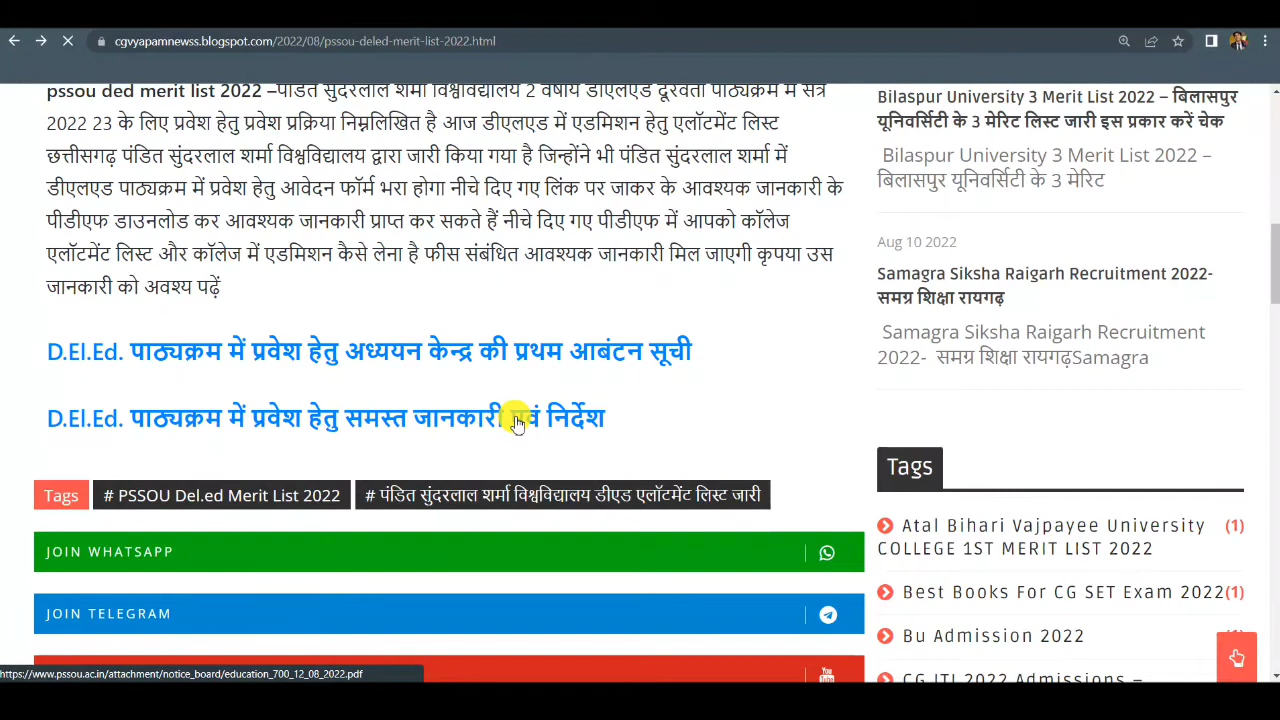 cgvyapamnewss.blogspot.com/2022/08/pssou-deled-merit-list-2022.html
pssou ded merit list 2022 –पंडित सुंदरलाल शर्मा विश्वविद्यालय 2 वर्षीय डीएलएड दूरवर्ती पाठ्यक्रम में सत्र
2022 23 के लिए प्रवेश हेतु प्रवेश प्रक्रिया निम्नलिखित है आज डीएलएड में एडमिशन हेतु एलॉटमेंट लिस्ट
छत्तीसगढ़ पंडित सुंदरलाल शर्मा विश्वविद्यालय द्वारा जारी किया गया है जिन्होंने भी पंडित सुंदरलाल शर्मा में
डीएलएड पाठ्यक्रम में प्रवेश हेतु आवेदन फॉर्म भरा होगा नीचे दिए गए लिंक पर जाकर के आवश्यक जानकारी के
पीडीएफ डाउनलोड कर आवश्यक जानकारी प्राप्त कर सकते हैं नीचे दिए गए पीडीएफ में आपको कॉलेज
एलॉटमेंट लिस्ट और कॉलेज में एडमिशन कैसे लेना है फीस संबंधित आवश्यक जानकारी मिल जाएगी कृपया उस
जानकारी को अवश्य पढ़ें
D.El.Ed. पाठ्यक्रम में प्रवेश हेतु अध्ययन केन्द्र की प्रथम आबंटन सूची
D.El.Ed. पाठ्यक्रम में प्रवेश हेतु समस्त जानकारी एवं निर्देश
Tags # PSSOU Del.ed Merit List 2022 # पंडित सुंदरलाल शर्मा विश्वविद्यालय डीएड एलॉटमेंट लिस्ट जारी
JOIN WHATSAPP
JOIN TELEGRAM
You Tube
https://www.pssou.ac.in/attachment/notice_board/education_700_12_08_2022.pdf
Bilaspur University 3 Merit List 2022 – बिलासपुर
यूनिवर्सिटी के 3 मेरिट लिस्ट जारी इस प्रकार करें चेक
Bilaspur University 3 Merit List 2022 –
बिलासपुर यूनिवर्सिटी के 3 मेरिट
Aug 10 2022
Samagra Siksha Raigarh Recruitment 2022-
समग्र शिक्षा रायगढ़
Samagra Siksha Raigarh Recruitment
2022- समग्र शिक्षा रायगढ़Samagra
Tags
Atal Bihari Vajpayee University (1)
COLLEGE 1ST MERIT LIST 2022
Best Books For CG SET Exam 2022 (1)
Bu Admission 2022
CG ITI 2022 Admissions –